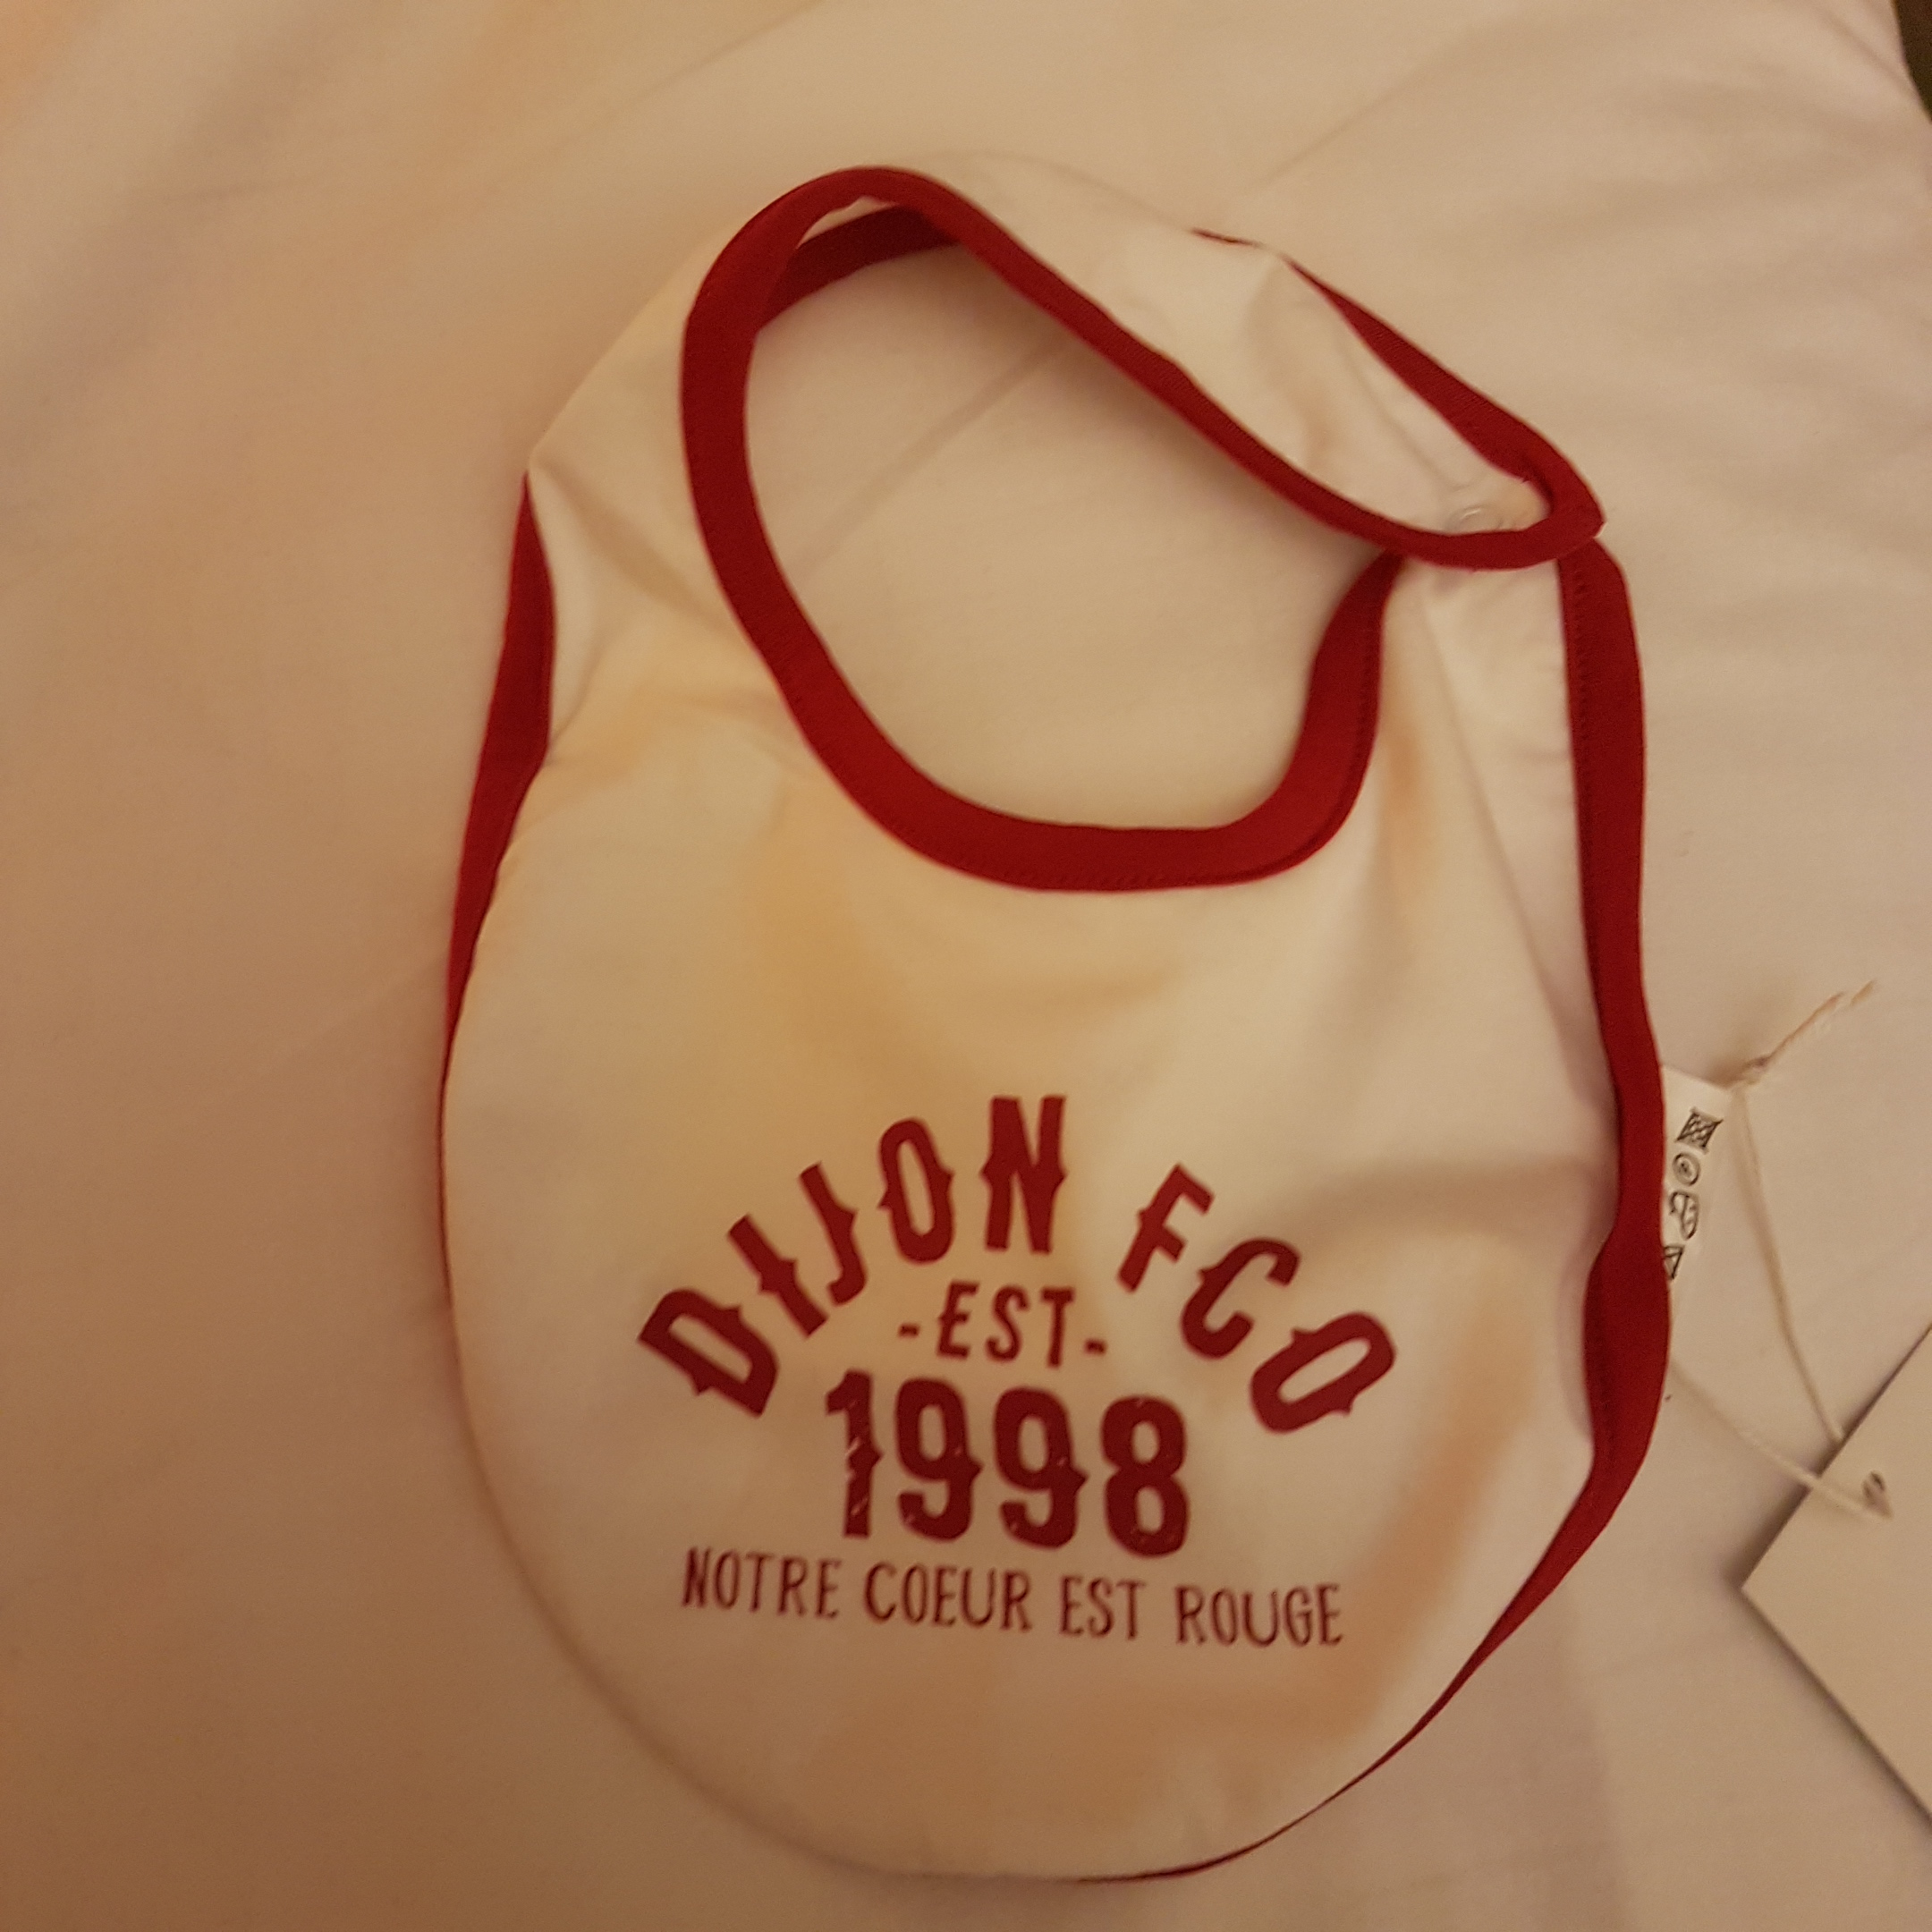 DIJON FCO
-EST-
1998
NOTRE COEUR EST ROUGE